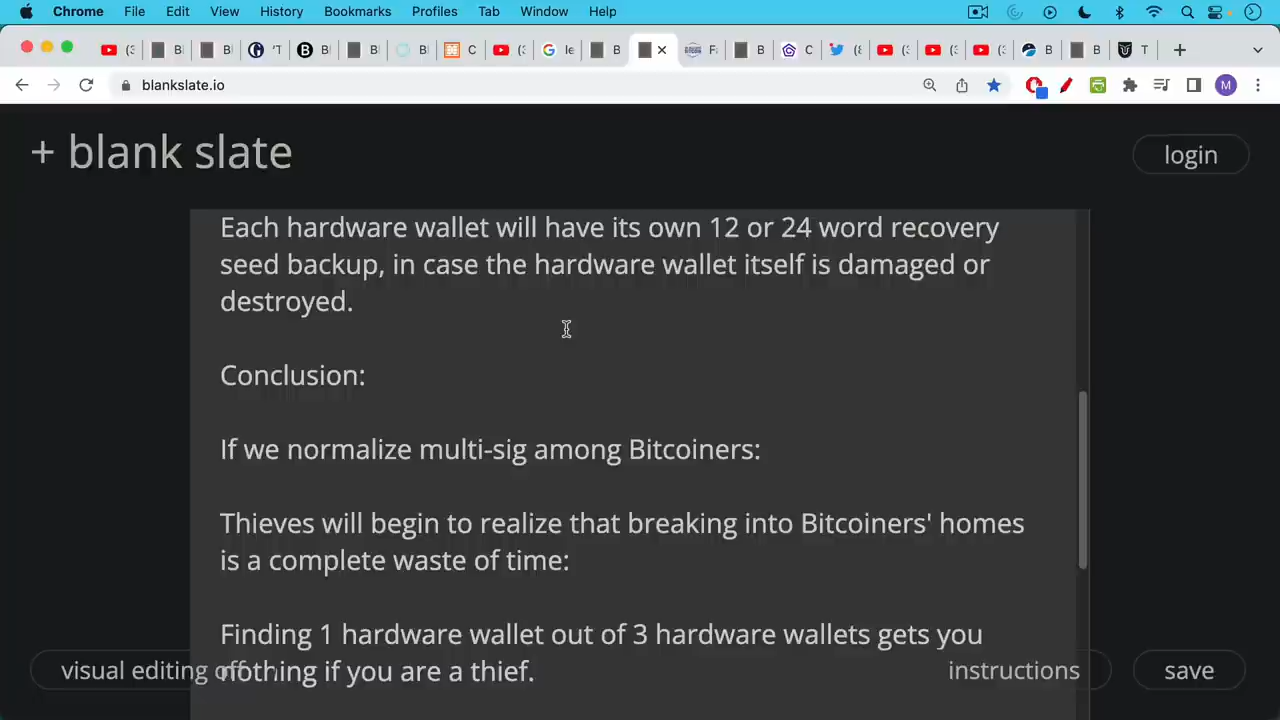 Chrome File Edit View History Bookmarks Profiles Tab Window Help
blankslate.io
M
+ blank slate
login
Each hardware wallet will have its own 12 or 24 word recovery
seed backup, in case the hardware wallet itself is damaged or
destroyed.
Conclusion:
If we normalize multi-sig among Bitcoiners:
Thieves will begin to realize that breaking into Bitcoiners' homes
is a complete waste of time:
Finding 1 hardware wallet out of 3 hardware wallets gets you
nothing if you are a thief.
visual editing off
instructions
save